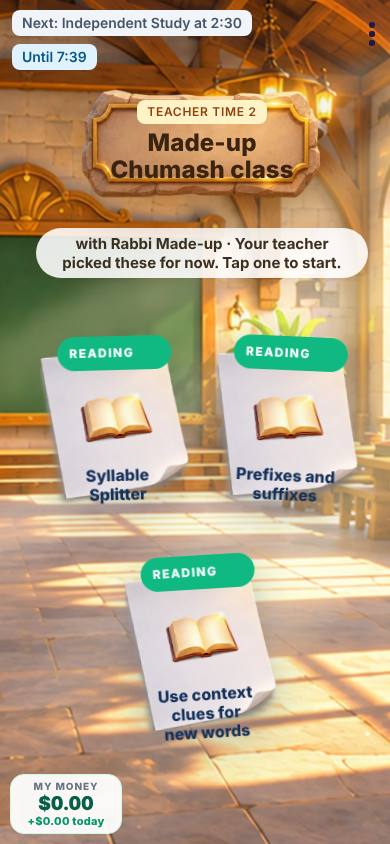 Next: Independent Study at 2:30
Until 7:39
TEACHER TIME 2
Made-up
Chumash class
with Rabbi Made-up · Your teacher
picked these for now. Tap one to start.
READING
Syllable
Splitter
READING
Prefixes and
suffixes
READING
Use context
clues for
new words
MY MONEY
$0.00
+$0.00 today